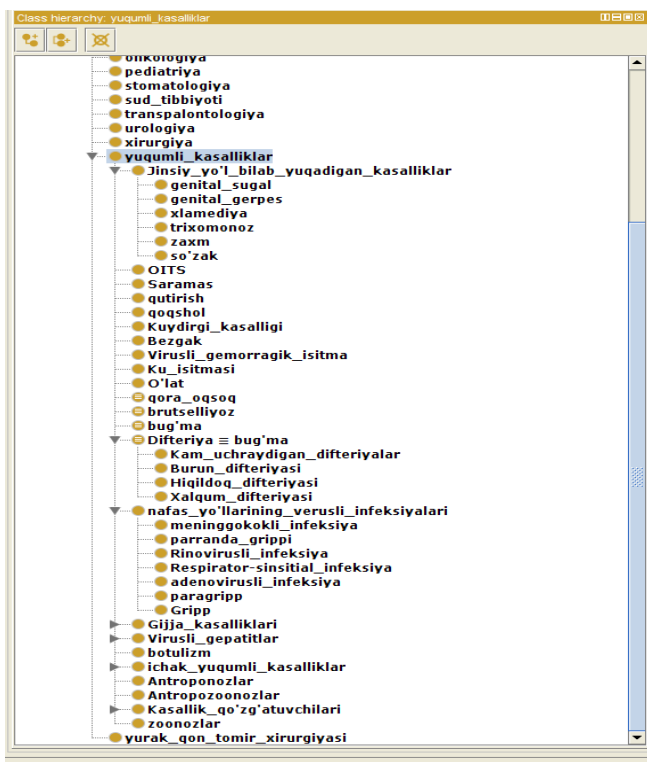 Class hierarchy: yuqumli_kasalliklar
onkologiya
pediatriya
stomatologiya
sud_tibbiyoti
transpalontologiya
urologiya
xirurgiya
yuqumli_kasalliklar
Jinsiy_yo'l_bilab_yuqadigan_kasalliklar
genital_sugal
genital_gerpes
xlamediya
trixomonoz
zaxm
so'zak
OITS
Saramas
qutirish
qoqshol
Kuydirgi_kasalligi
Bezgak
Virusli_gemorragik_isitma
Ku_isitmasi
O'lat
qora_oqsoq
brutselliyoz
bug'ma
Difteriya ≡ bug'ma
Kam_uchraydigan_difteriyalar
Burun_difteriyasi
Hiqildoq_difteriyasi
Xalqum_difteriyasi
nafas_yo'llarining_verusli_infeksiyalari
meninggokokli_infeksiya
parranda_grippi
Rinovirusli_infeksiya
Respirator-sinsitial_infeksiya
adenovirusli_infeksiya
paragripp
Gripp
Gijja_kasalliklari
Virusli_gepatitlar
botulizm
ichak_yuqumli_kasalliklar
Antroponozlar
Antropozoonozlar
Kasallik_qo'zg'atuvchilari
zoonozlar
yurak_qon_tomir_xirurgiyasi